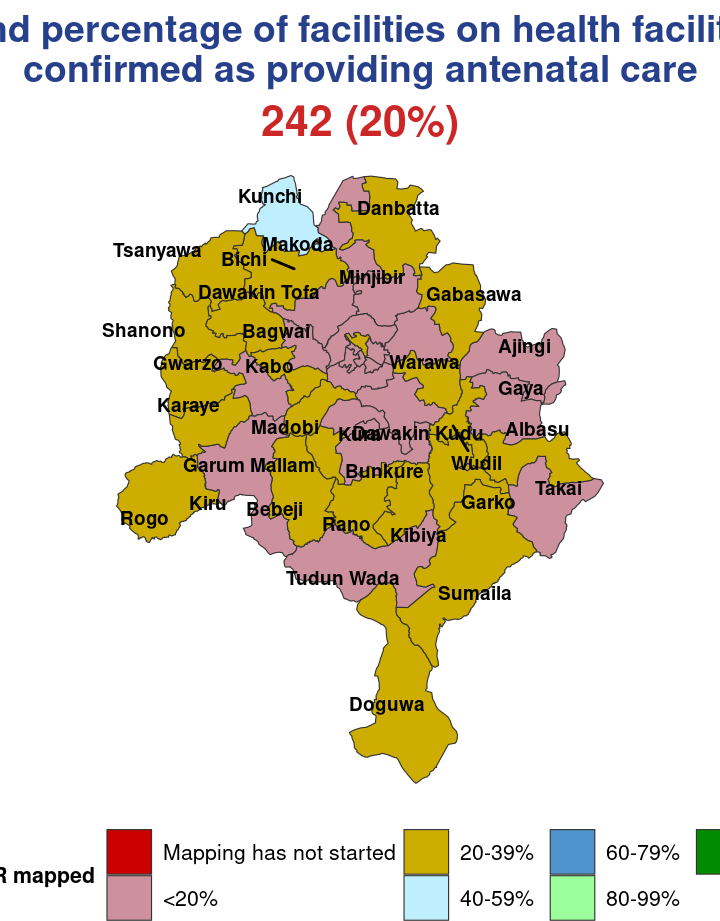 nd percentage of facilities on health facilit
confirmed as providing antenatal care
242 (20%)
Kunchi
Danbatta
Makoda
Tsanyawa
Bichi
Minjibir
Dawakin Tofa
Gabasawa
Shanono
Bagwai
Ajingi
Gwarzo
Kabo
Warawa
Gaya
Karaye
Madobi
Kura
Dawakin Kudu
Albasu
Garum Mallam
Wudil
Bunkure
Takai
Kiru
Bebeji
Garko
Rogo
Rano
Kibiya
Tudun Wada
Sumaila
Doguwa
Mapping has not started
20-39%
60-79%
R mapped
<20%
40-59%
80-99%